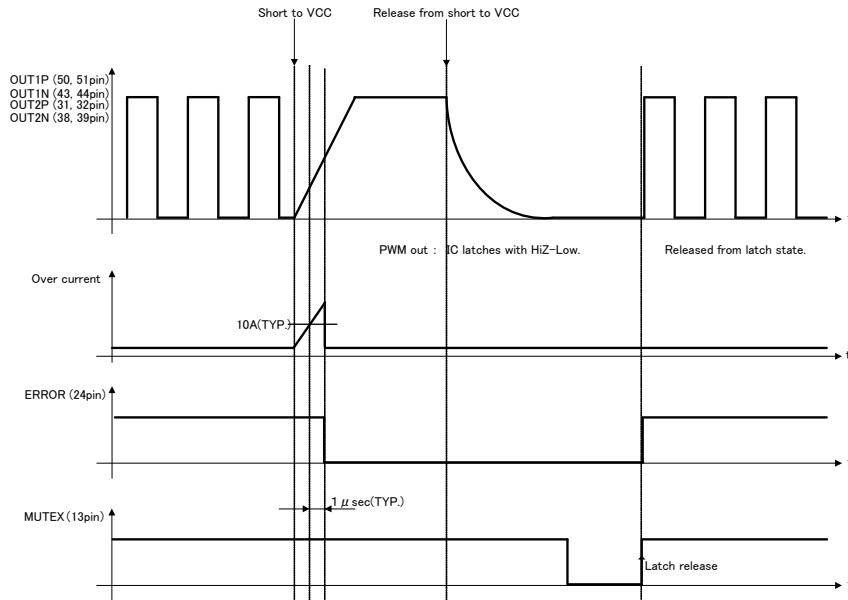 Short to VCC
Release from short to VCC
OUT1P (50, 51pin)
OUT1N (43, 44pin)
OUT2P (31, 32pin)
OUT2N (38, 39pin)
PWM out : IC latches with HiZ-Low.
Released from latch state.
Over current
10A(TYP.)
t
ERROR (24pin)
1 μ sec(TYP.)
MUTEX (13pin)
Latch release